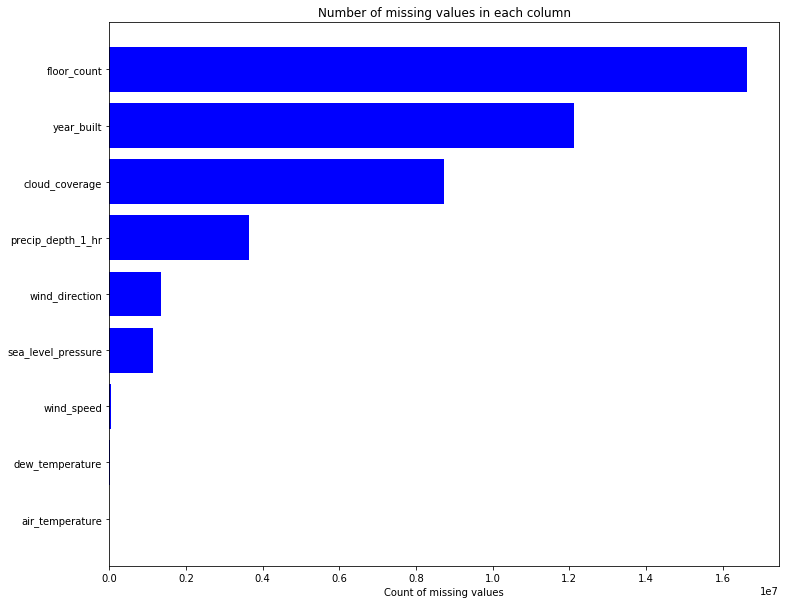 Number of missing values in each column
floor_count
year_built
cloud_coverage
precip_depth_1_hr
wind_direction
sea_level_pressure
wind_speed
dew_temperature
air_temperature
0.0 0.2 0.4 0.6 0.8 1.0 1.2 1.4 1.6
Count of missing values
1e7